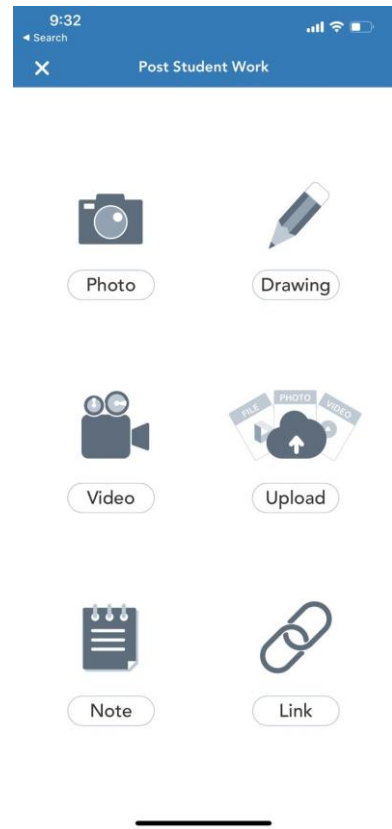 9:32
◄ Search
Post Student Work
Photo
Drawing
Video
FILE
PHOTO
VIDEO
Upload
Note
Link